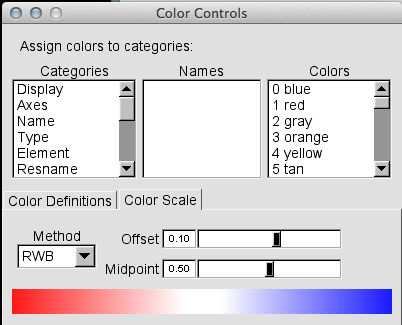 Color Controls
Assign colors to categories:
Categories Names Colors
Display 0 blue
Axes 1 red
Name 2 gray
Type 3 orange
Element 4 yellow
Resname 5 tan
Color Definitions Color Scale
Method Offset 0.10
RWB
Midpoint 0.50